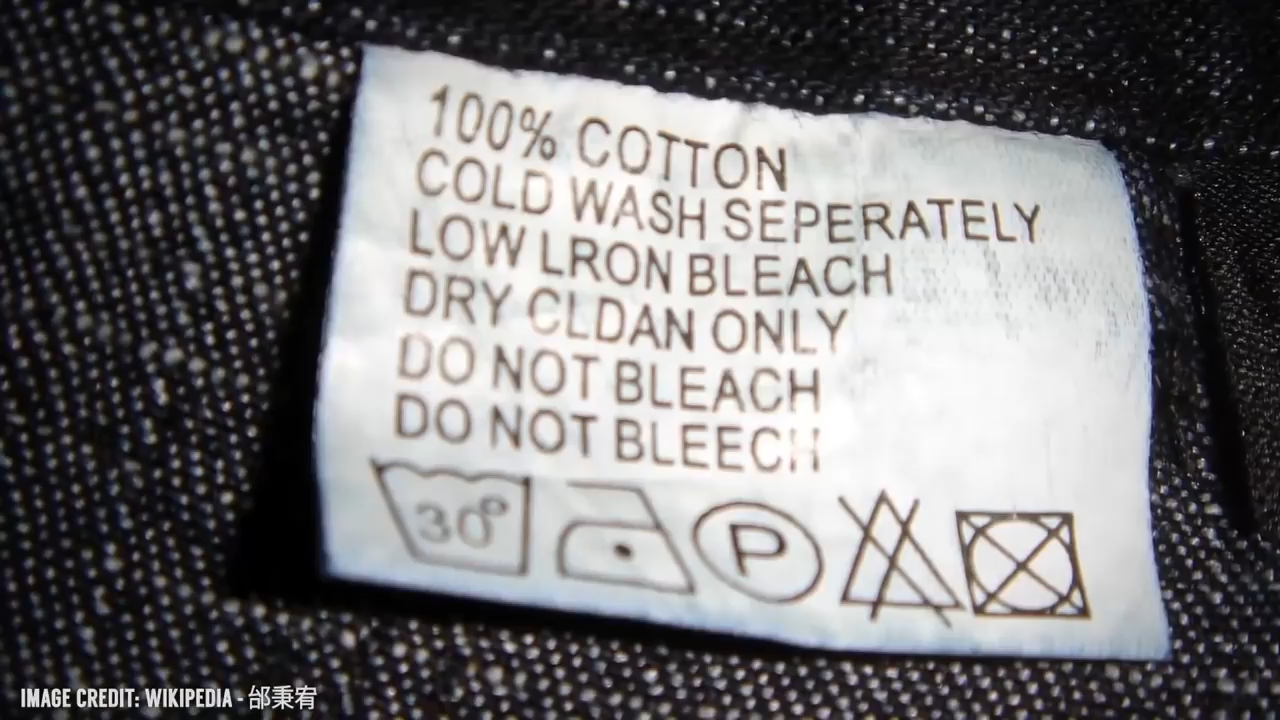 100% COTTON
COLD WASH SEPERATELY
LOW LRON BLEACH
DRY CLDAN ONLY
DO NOT BLEACH
DO NOT BLEECH
30°
P
IMAGE CREDIT: WIKIPEDIA - 邰秉宥